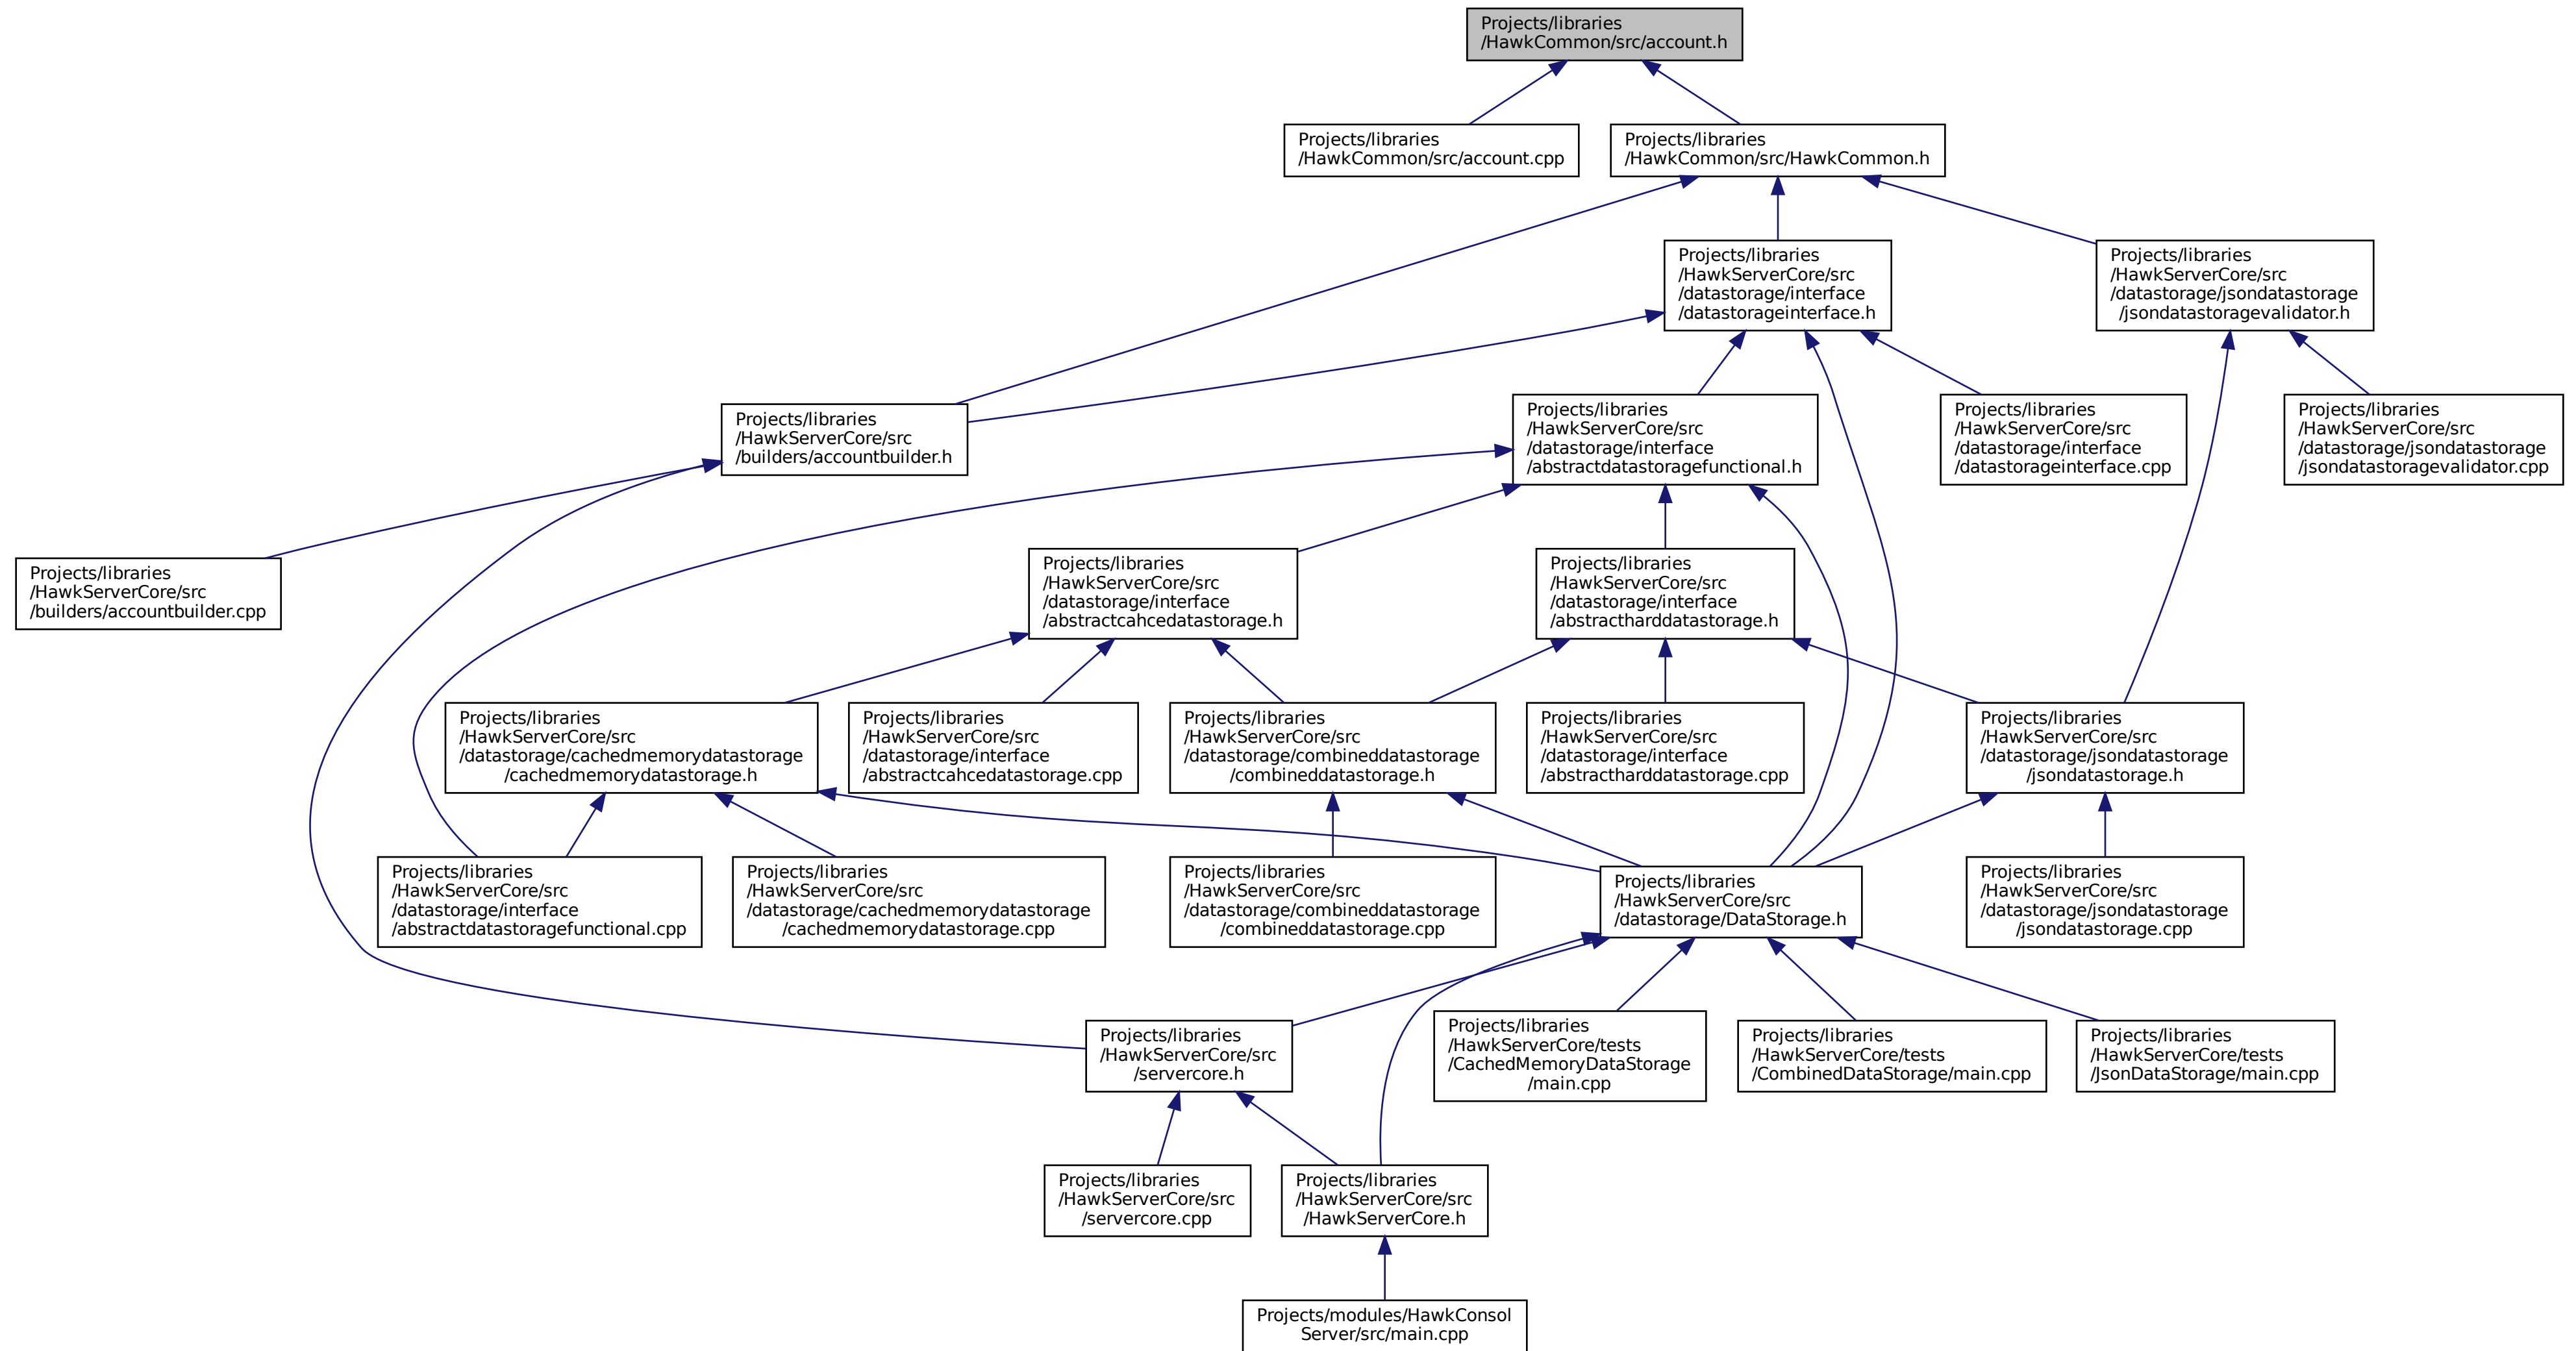 Projects/libraries
/HawkCommon/src/account.h
Projects/libraries
/HawkCommon/src/account.cpp
Projects/libraries
/HawkCommon/src/HawkCommon.h
Projects/libraries
/HawkServerCore/src
/datastorage/interface
/datastorageinterface.h
Projects/libraries
/HawkServerCore/src
/datastorage/jsondatastorage
/jsondatastoragevalidator.h
Projects/libraries
/HawkServerCore/src
/builders/accountbuilder.h
Projects/libraries
/HawkServerCore/src
/datastorage/interface
/abstractdatastoragefunctional.h
Projects/libraries
/HawkServerCore/src
/datastorage/interface
/datastorageinterface.cpp
Projects/libraries
/HawkServerCore/src
/datastorage/jsondatastorage
/jsondatastoragevalidator.cpp
Projects/libraries
/HawkServerCore/src
/builders/accountbuilder.cpp
Projects/libraries
/HawkServerCore/src
/datastorage/interface
/abstractcahcedatastorage.h
Projects/libraries
/HawkServerCore/src
/datastorage/interface
/abstractharddatastorage.h
Projects/libraries
/HawkServerCore/src
/datastorage/cachedmemorydatastorage
/cachedmemorydatastorage.h
Projects/libraries
/HawkServerCore/src
/datastorage/interface
/abstractcahcedatastorage.cpp
Projects/libraries
/HawkServerCore/src
/datastorage/combineddatastorage
/combineddatastorage.h
Projects/libraries
/HawkServerCore/src
/datastorage/interface
/abstractharddatastorage.cpp
Projects/libraries
/HawkServerCore/src
/datastorage/jsondatastorage
/jsondatastorage.h
Projects/libraries
/HawkServerCore/src
/datastorage/interface
/abstractdatastoragefunctional.cpp
Projects/libraries
/HawkServerCore/src
/datastorage/cachedmemorydatastorage
/cachedmemorydatastorage.cpp
Projects/libraries
/HawkServerCore/src
/datastorage/combineddatastorage
/combineddatastorage.cpp
Projects/libraries
/HawkServerCore/src
/datastorage/DataStorage.h
Projects/libraries
/HawkServerCore/src
/datastorage/jsondatastorage
/jsondatastorage.cpp
Projects/libraries
/HawkServerCore/src
/servercore.h
Projects/libraries
/HawkServerCore/tests
/CachedMemoryDataStorage
/main.cpp
Projects/libraries
/HawkServerCore/tests
/CombinedDataStorage/main.cpp
Projects/libraries
/HawkServerCore/tests
/JsonDataStorage/main.cpp
Projects/libraries
/HawkServerCore/src
/servercore.cpp
Projects/libraries
/HawkServerCore/src
/HawkServerCore.h
Projects/modules/HawkConsol
Server/src/main.cpp